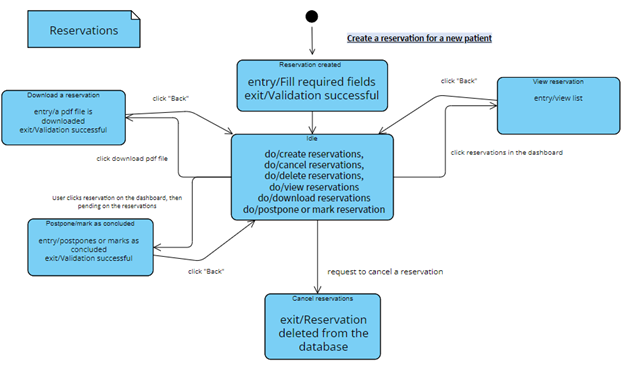 Reservations
Create a reservation for a new patient
Reservation created
entry/Fill required fields
exit/Validation successful
Download a reservation
entry/a pdf file is
downloaded
exit/Validation successful
click "Back"
click download pdf file
click "Back"
View reservation
entry/view list
click reservations in the dashboard
Idle
do/create reservations,
do/cancel reservations,
do/delete reservations,
do/view reservations
do/download reservations
do/postpone or mark reservation
User clicks reservation on the dashboard, then
pending on the reservations
Postpone/mark as concluded
entry/postpones or marks as
concluded
exit/Validation successful
click "Back"
request to cancel a reservation
Cancel reservations
exit/Reservation
deleted from the
database